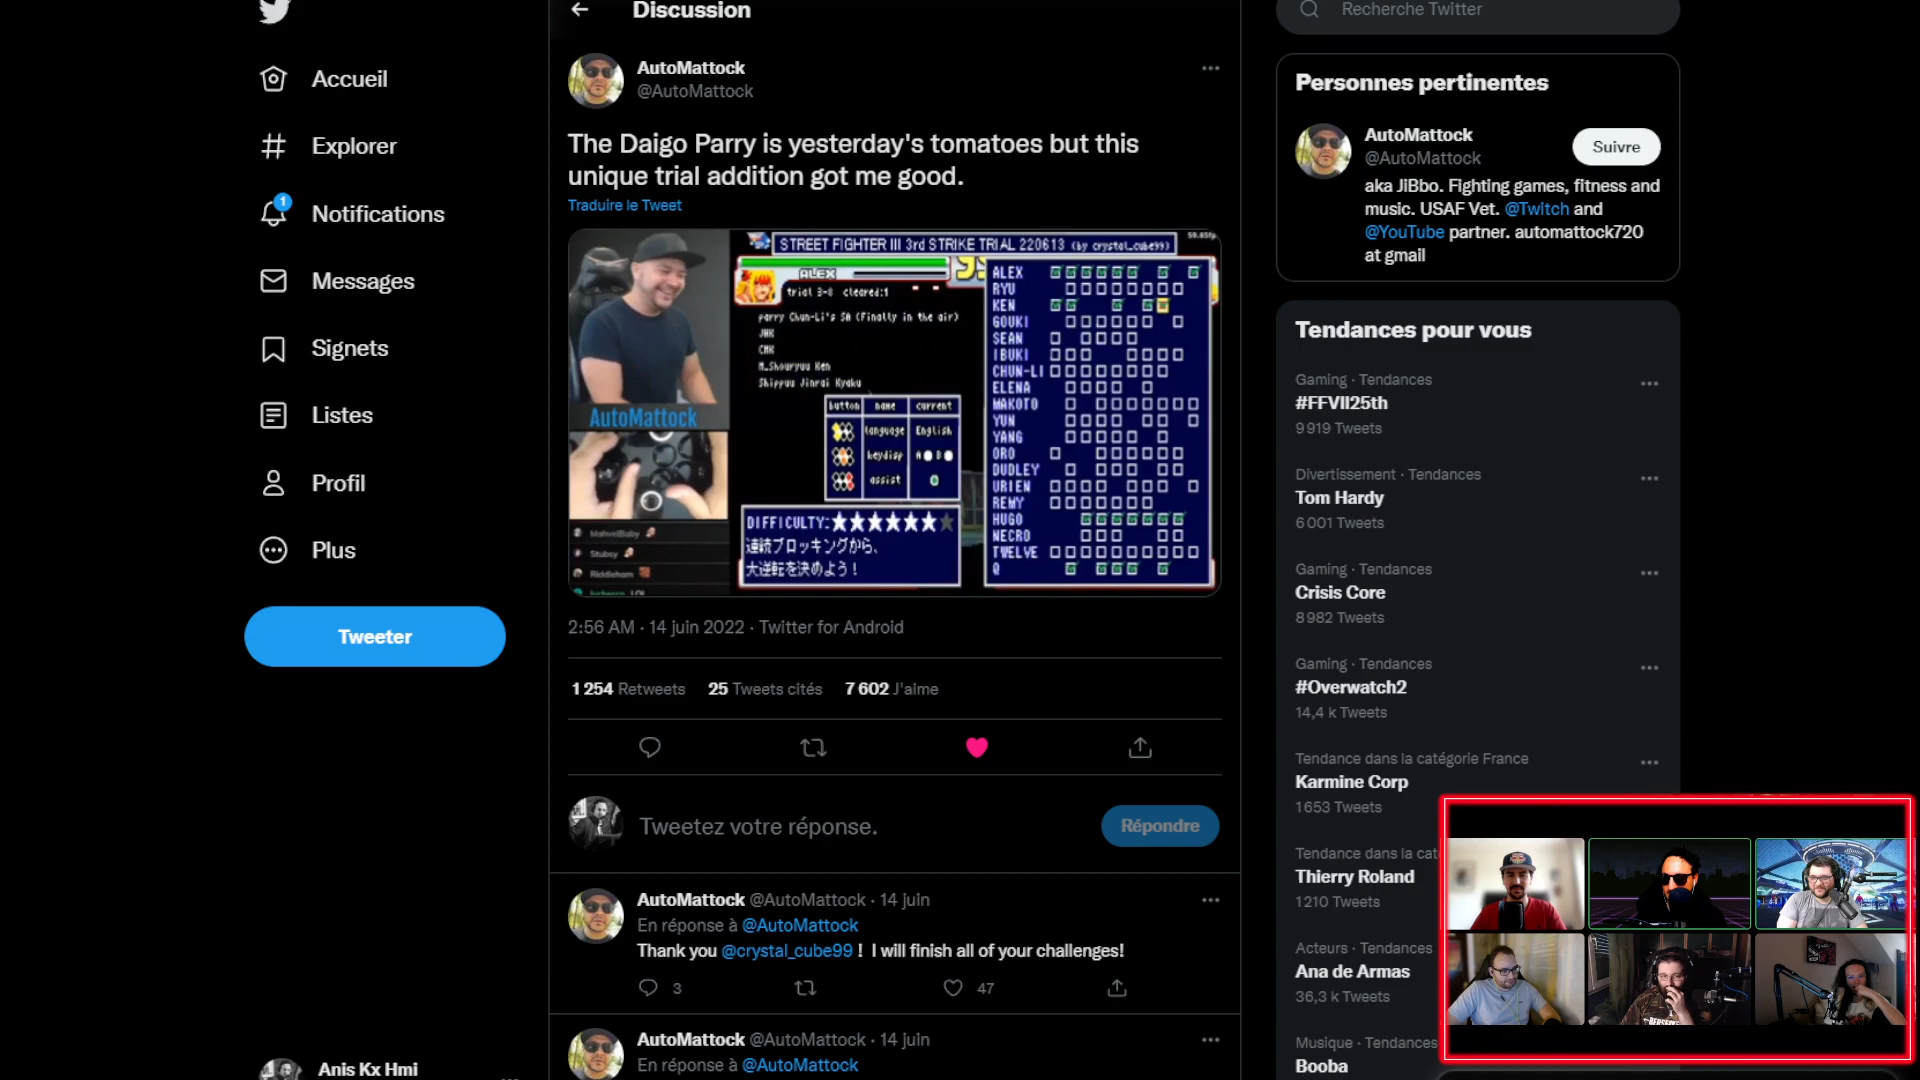 Discussion
Recherche Twitter
Accueil
Explorer
1
Notifications
Messages
Signets
Listes
Profil
Plus
Tweeter
Anis Kx Hmi
AutoMattock
@AutoMattock
The Daigo Parry is yesterday's tomatoes but this
unique trial addition got me good.
Traduire le Tweet
STREET FIGHTER III 3rd STRIKE TRIAL 220613 (by crystal_cube99)
ALEX
trial 3-8 cleared:1
parry Chun-Li's SA (Finally in the air)
JHK
CMK
H_Shouryuu Ken
Shippuu Jinrai Kyaku
button name current
language English
keydisp
assist
DIFFICULTY:★★★★★★★
連続ブロッキングから、
大逆転を決めよう！
ALEX
RYU
KEN
GOUKI
SEAN
IBUKI
CHUN-LI
ELENA
MAKOTO
YUN
YANG
ORO
DUDLEY
URIEN
REMY
HUGO
NECRO
TWELVE
Q
AutoMattock
MahvelBaby
Stubsy
Riddleham
2:56 AM · 14 juin 2022 · Twitter for Android
1 254 Retweets 25 Tweets cités 7 602 J'aime
Tweetez votre réponse.
Répondre
AutoMattock @AutoMattock · 14 juin
En réponse à @AutoMattock
Thank you @crystal_cube99 ! I will finish all of your challenges!
3
47
AutoMattock @AutoMattock · 14 juin
En réponse à @AutoMattock
Personnes pertinentes
AutoMattock
@AutoMattock
Suivre
aka JiBbo. Fighting games, fitness and
music. USAF Vet. @Twitch and
@YouTube partner. automattock720
at gmail
Tendances pour vous
Gaming · Tendances
#FFVII25th
9 919 Tweets
Divertissement · Tendances
Tom Hardy
6 001 Tweets
Gaming · Tendances
Crisis Core
8 982 Tweets
Gaming · Tendances
#Overwatch2
14,4 k Tweets
Tendance dans la catégorie France
Karmine Corp
1 653 Tweets
Tendance dans la cat
Thierry Roland
1 210 Tweets
Acteurs · Tendances
Ana de Armas
36,3 k Tweets
Musique · Tendances
Booba